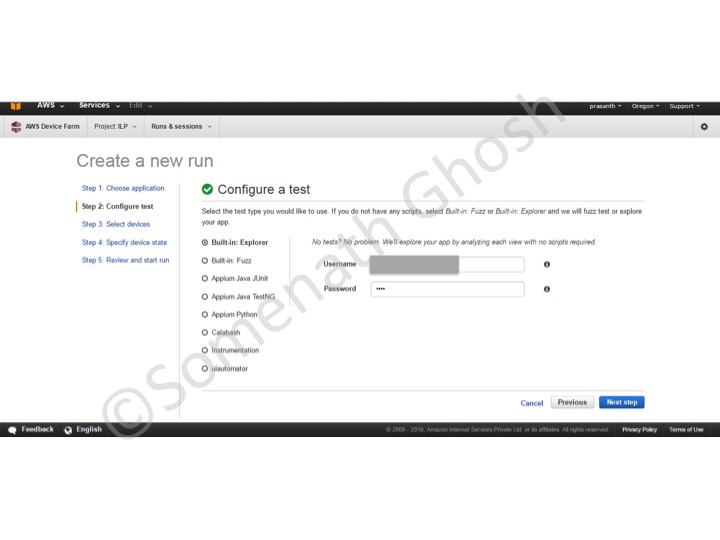 AWS Services Edit prasanth Oregon Support
AWS Device Farm Project ILP Runs & sessions
Create a new run
Step 1: Choose application
Step 2: Configure test
Step 3: Select devices
Step 4: Specify device state
Step 5: Review and start run
Configure a test
Select the test type you would like to use. If you do not have any scripts, select Built-in: Fuzz or Built-in: Explorer and we will fuzz test or explore
your app.
Built-in: Explorer
Built-in: Fuzz
Appium Java JUnit
Appium Java TestNG
Appium Python
Calabash
Instrumentation
uiautomator
No tests? No problem. We'll explore your app by analyzing each view with no scripts required.
Username
Password ••••
Cancel Previous Next step
Feedback English © 2008 - 2016, Amazon Internet Services Private Ltd. or its affiliates. All rights reserved. Privacy Policy Terms of Use
©Somenath Ghosh